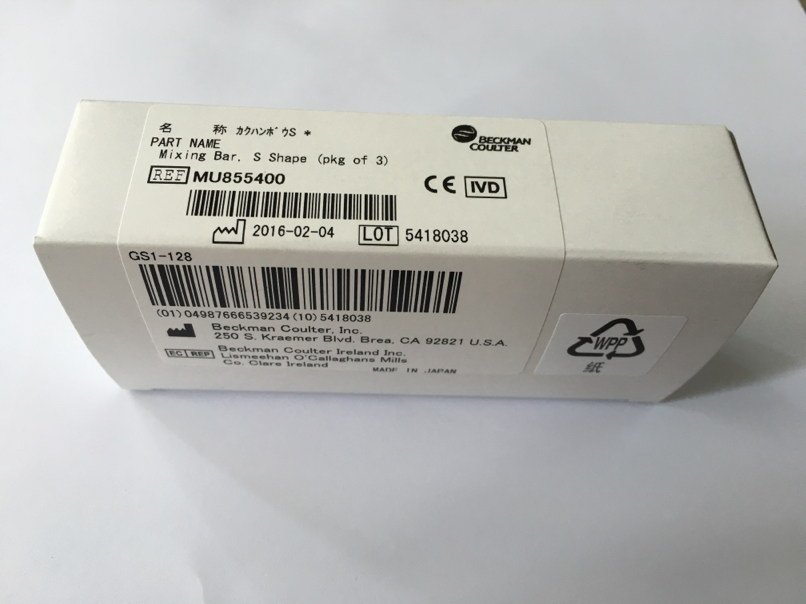 名 称 ｶｸﾊﾝﾎﾞｳS *
PART NAME
Mixing Bar, S Shape (pkg of 3)
BECKMAN
COULTER
REF MU855400
CE IVD
2016-02-04 LOT 5418038
GS1-128
(01)04987666539234(10)5418038
Beckman Coulter, Inc.
250 S. Kraemer Blvd. Brea, CA 92821 U.S.A.
EC REP Beckman Coulter Ireland Inc.
Lismeehan O'Callaghans Mills
Co. Clare Ireland
MADE IN JAPAN
WPP
紙